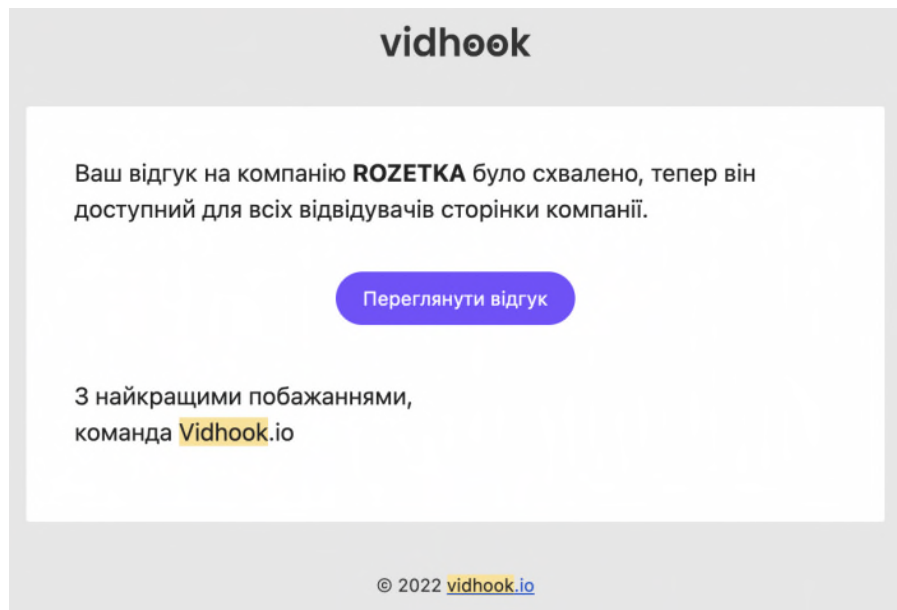 vidhook
Ваш відгук на компанію ROZETKA було схвалено, тепер він
доступний для всіх відвідувачів сторінки компанії.
Переглянути відгук
З найкращими побажаннями,
команда Vidhook.io
© 2022 vidhook.io